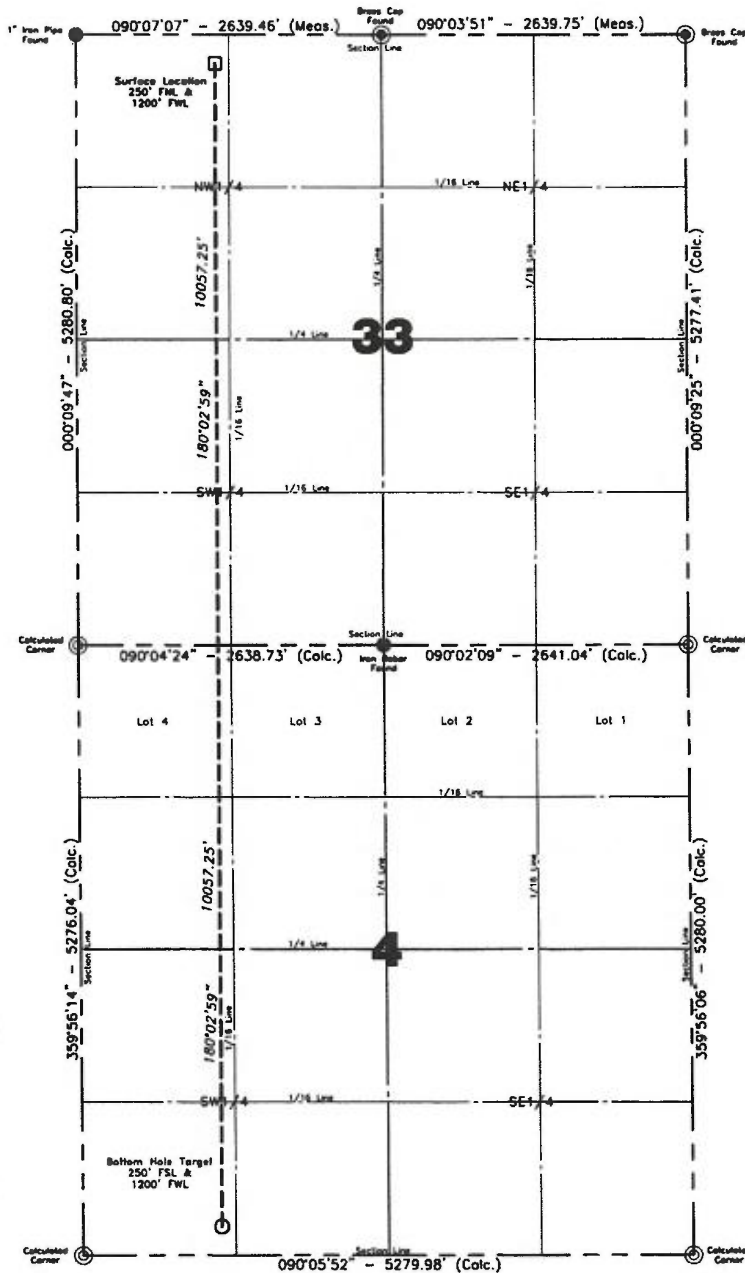 090°07'07" - 2639.46' (Meas.)
Brass Cap
Found
090°03'51" - 2639.75' (Meas.)
1" Iron Pipe
Found
Section Line
Brass Cap
Found
Surface Location
250' FNL &
1200' FWL
NW1/4
1/16 Line
NE1/4
000°09'47" - 5280.80' (Calc.)
Section Line
10057.25'
180°02'59"
1/16 Line
1/4 Line
1/4 Line
33
1/16 Line
Section Line
000°09'25" - 5277.41' (Calc.)
SW1/4
1/16 Line
SE1/4
Calculated
Corner
Section Line
Calculated
Corner
090°04'24" - 2638.73' (Calc.)
Iron Rebar
Found
090°02'09" - 2641.04' (Calc.)
Lot 4
Lot 3
Lot 2
Lot 1
1/16 Line
359°56'14" - 5276.04' (Calc.)
Section Line
10057.25'
180°02'59"
1/16 Line
1/4 Line
1/4 Line
4
1/16 Line
Section Line
359°56'06" - 5280.00' (Calc.)
SW1/4
1/16 Line
SE1/4
Bottom Hole Target
250' FSL &
1200' FWL
Calculated
Corner
Section Line
Calculated
Corner
090°05'52" - 5279.98' (Calc.)